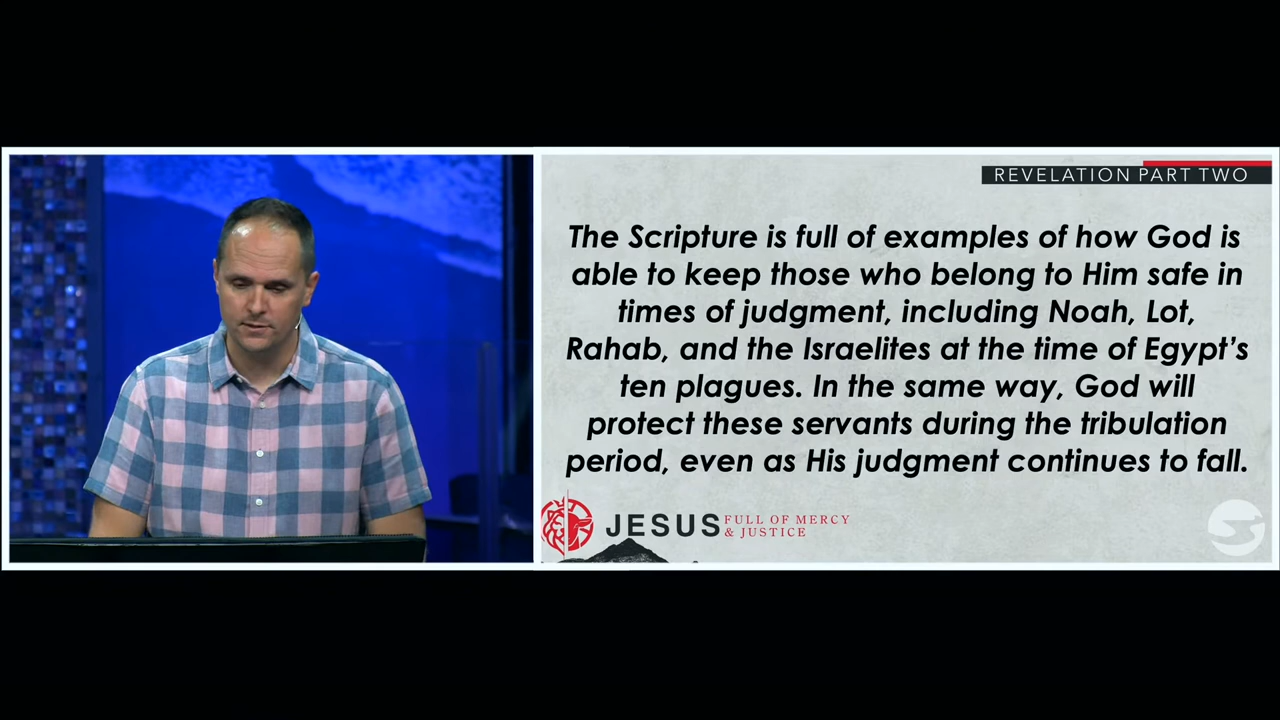 REVELATION PART TWO
The Scripture is full of examples of how God is
able to keep those who belong to Him safe in
times of judgment, including Noah, Lot,
Rahab, and the Israelites at the time of Egypt’s
ten plagues. In the same way, God will
protect these servants during the tribulation
period, even as His judgment continues to fall.
JESUS FULL OF MERCY
& JUSTICE